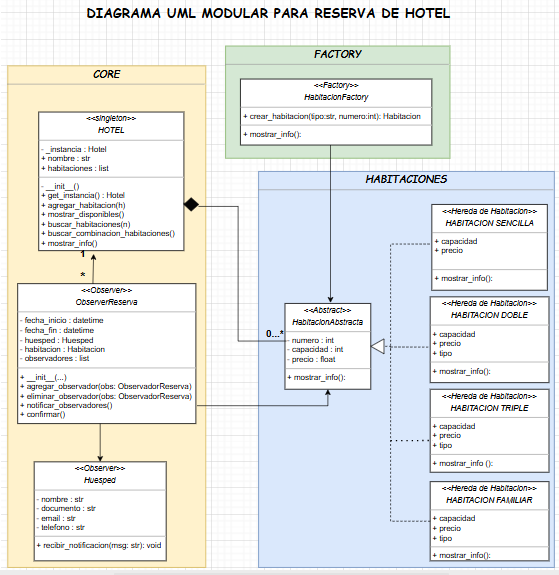 DIAGRAMA UML MODULAR PARA RESERVA DE HOTEL
CORE
<<singleton>>
HOTEL
- _instancia : Hotel
+ nombre : str
+ habitaciones : list
- __init__()
+ get_instancia() : Hotel
+ agregar_habitacion(h)
+ mostrar_disponibles()
+ buscar_habitaciones(n)
+ buscar_combinacion_habitaciones()
+ mostrar_info()
1
*
<<Observer>>
ObserverReserva
- fecha_inicio : datetime
- fecha_fin : datetime
- huesped : Huesped
- habitacion : Habitacion
- observadores : list
+ __init__(...)
+ agregar_observador(obs: ObservadorReserva)
+ eliminar_observador(obs: ObservadorReserva)
+ notificar_observadores()
+ confirmar()
<<Observer>>
Huesped
- nombre : str
- documento : str
- email : str
- telefono : str
+ recibir_notificacion(msg: str): void
FACTORY
<<Factory>>
HabitacionFactory
+ crear_habitacion(tipo:str, numero:int): Habitacion
+ mostrar_info():
HABITACIONES
0...*
<<Abstract>>
HabitacionAbstracta
- numero : int
- capacidad : int
- precio : float
+ mostrar_info():
<<Hereda de Habitacion>>
HABITACION SENCILLA
+ capacidad
+ precio
+ mostrar_info():
<<Hereda de Habitacion>>
HABITACION DOBLE
+ capacidad
+ precio
+ tipo
+ mostrar_info():
<<Hereda de Habitacion>>
HABITACION TRIPLE
+ capacidad
+ precio
+ tipo
+ mostrar_info ():
<<Hereda de Habitacion>>
HABITACION FAMILIAR
+ capacidad
+ precio
+ tipo
+ mostrar_info():